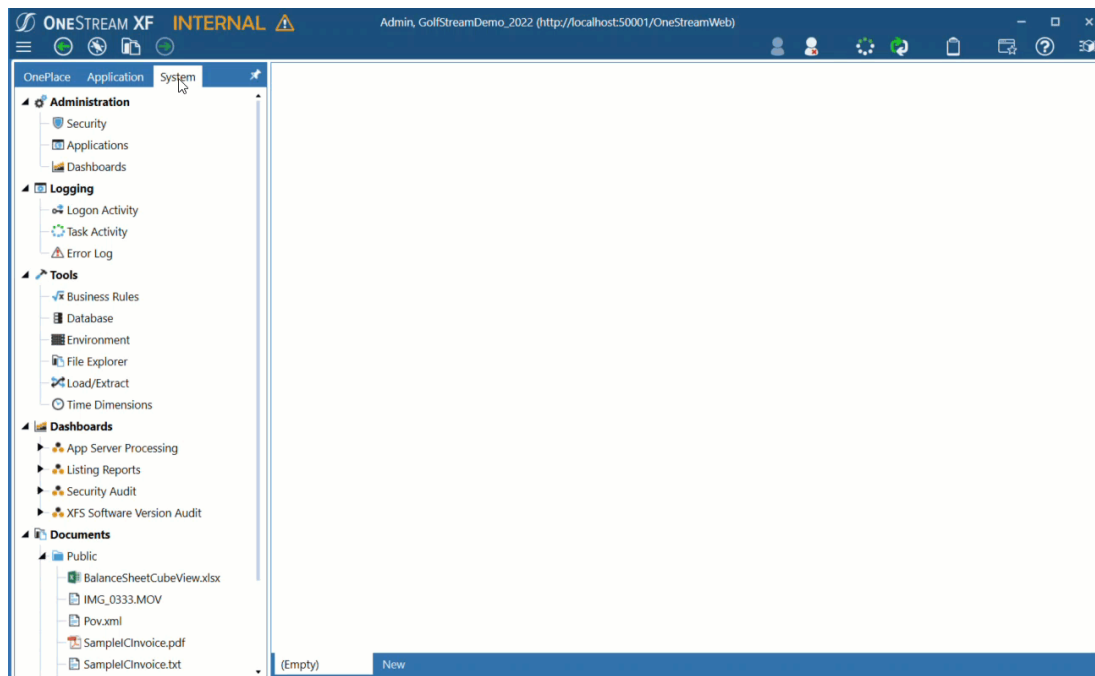 ONESTREAM XF INTERNAL
Admin, GolfStreamDemo_2022 (http://localhost:50001/OneStreamWeb)
OnePlace Application System
Administration
Security
Applications
Dashboards
Logging
Logon Activity
Task Activity
Error Log
Tools
Business Rules
Database
Environment
File Explorer
Load/Extract
Time Dimensions
Dashboards
App Server Processing
Listing Reports
Security Audit
XFS Software Version Audit
Documents
Public
BalanceSheetCubeView.xlsx
IMG_0333.MOV
Pov.xml
SampleICInvoice.pdf
SampleICInvoice.txt
(Empty) New